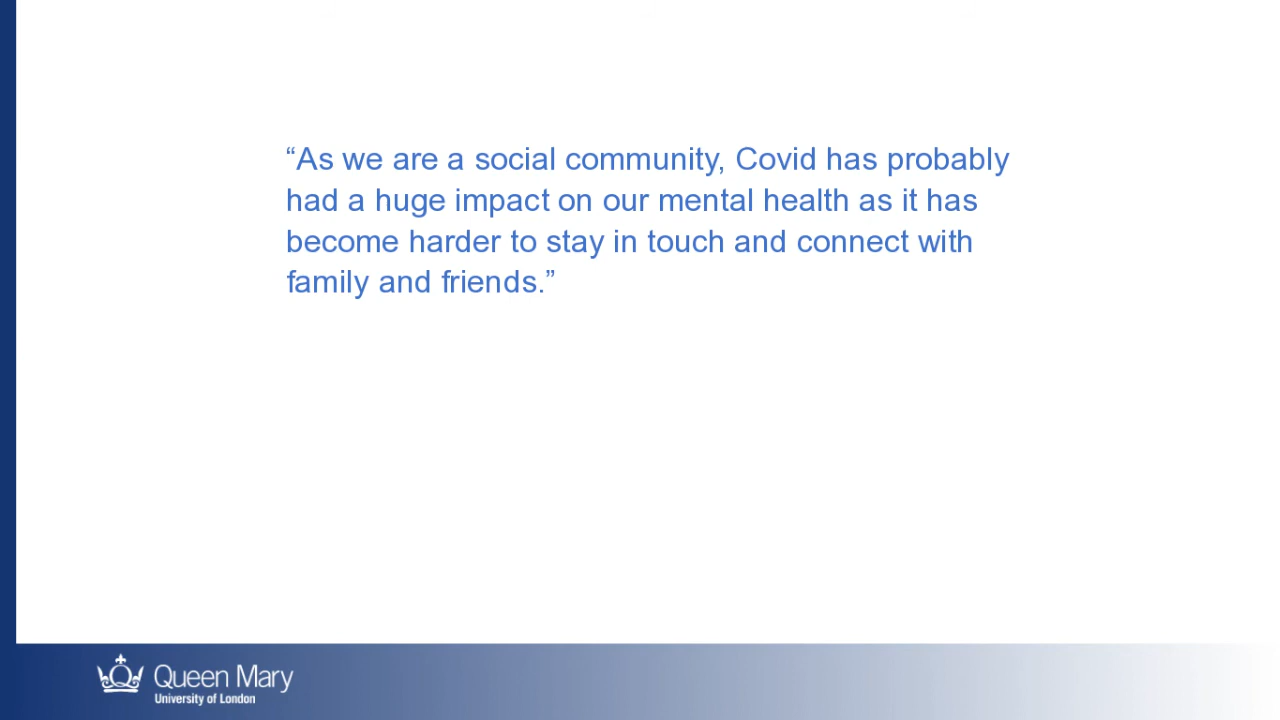 “As we are a social community, Covid has probably
had a huge impact on our mental health as it has
become harder to stay in touch and connect with
family and friends.”
Queen Mary
University of London